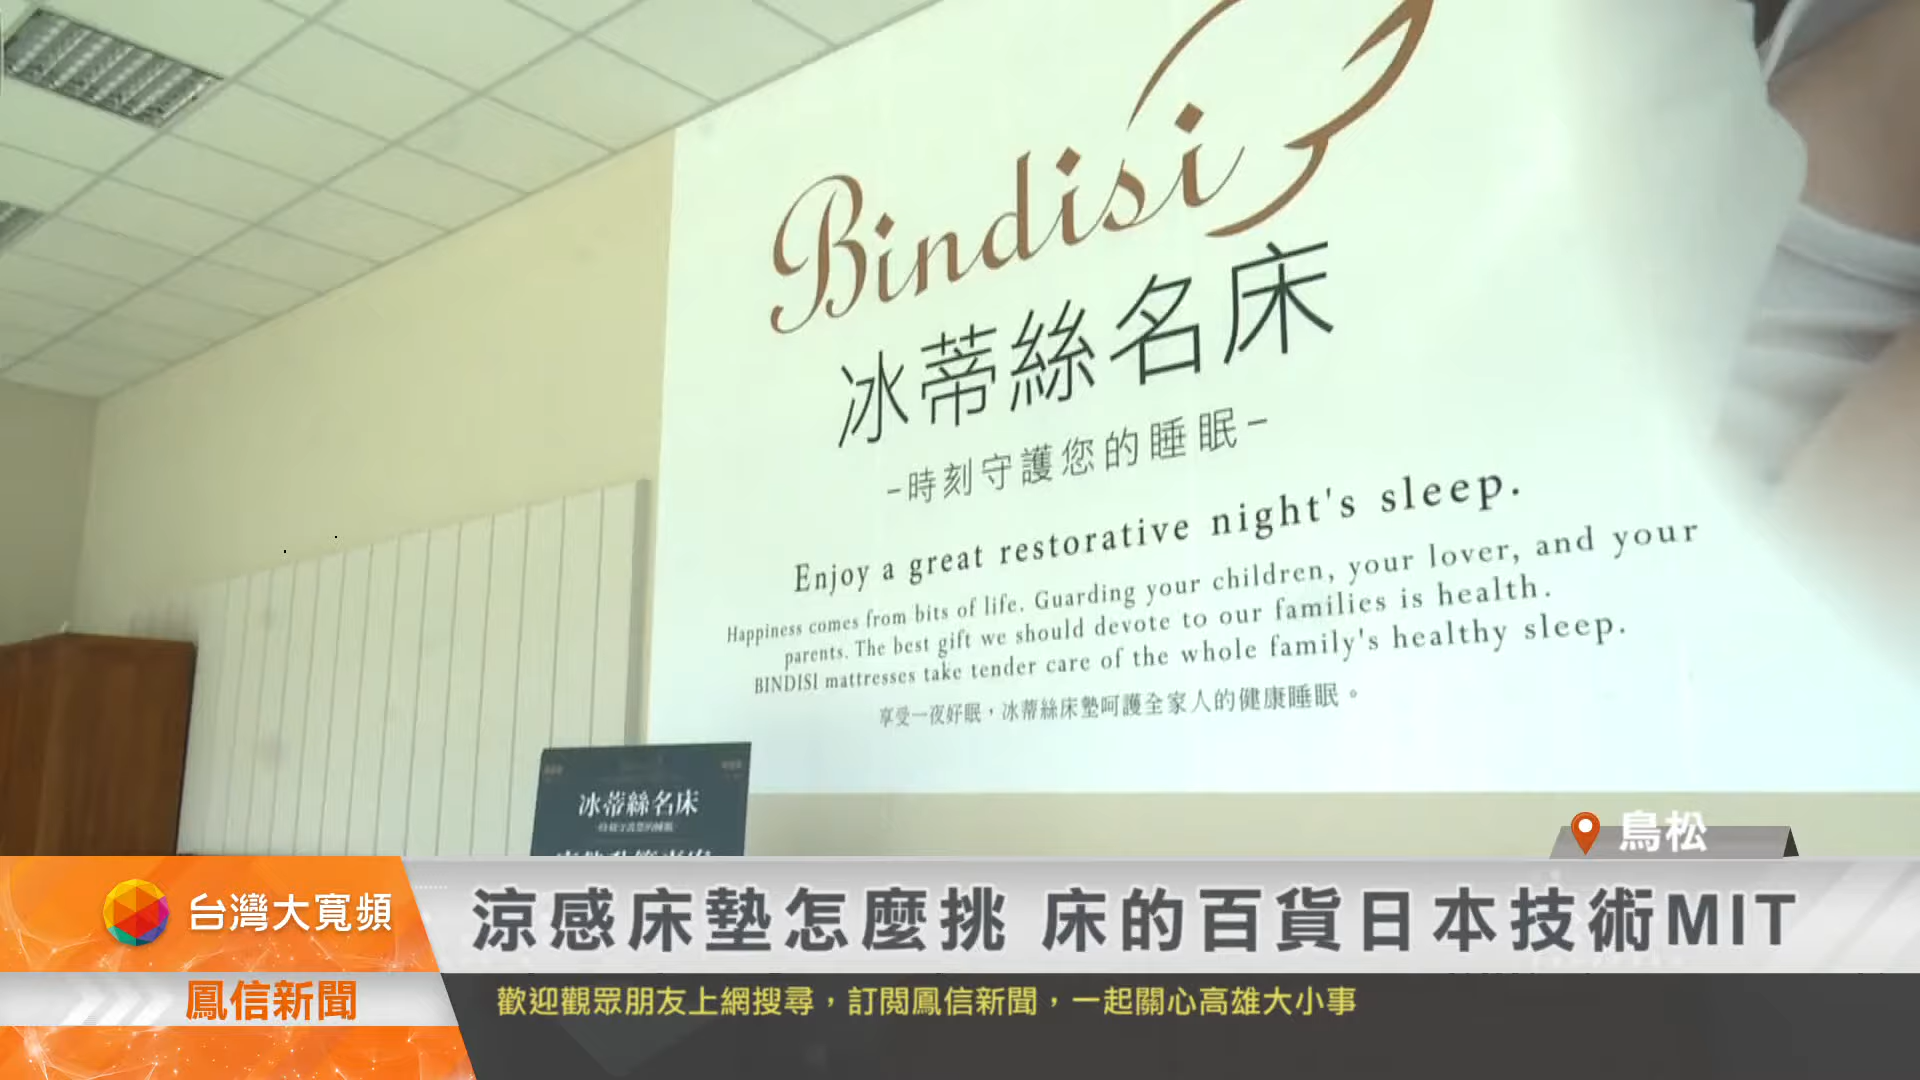 Bindisi
冰蒂絲名床
–時刻守護您的睡眠–
Enjoy a great restorative night's sleep.
Happiness comes from bits of life. Guarding your children, your lover, and your
parents. The best gift we should devote to our families is health.
BINDISI mattresses take tender care of the whole family's healthy sleep.
享受一夜好眠，冰蒂絲床墊呵護全家人的健康睡眠。
冰蒂絲名床
鳥松
台灣大寬頻
涼感床墊怎麼挑 床的百貨日本技術MIT
鳳信新聞
歡迎觀眾朋友上網搜尋，訂閱鳳信新聞，一起關心高雄大小事